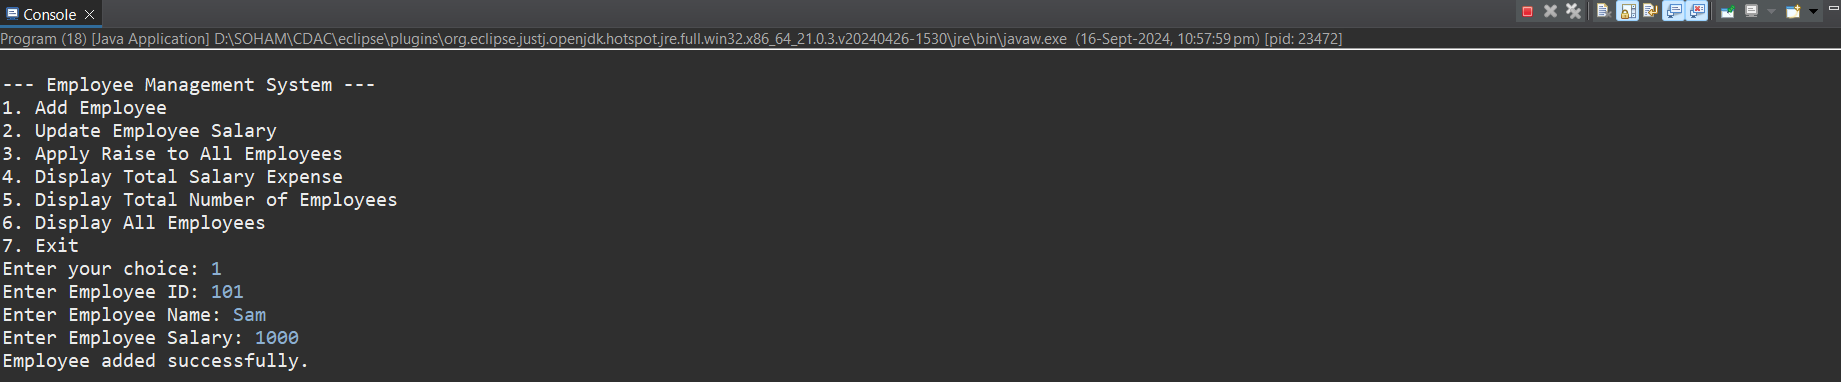 Console
Program (18) [Java Application] D:\SOHAM\CDAC\eclipse\plugins\org.eclipse.justj.openjdk.hotspot.jre.full.win32.x86_64_21.0.3.v20240426-1530\jre\bin\javaw.exe (16-Sept-2024, 10:57:59 pm) [pid: 23472]
--- Employee Management System ---
1. Add Employee
2. Update Employee Salary
3. Apply Raise to All Employees
4. Display Total Salary Expense
5. Display Total Number of Employees
6. Display All Employees
7. Exit
Enter your choice: 1
Enter Employee ID: 101
Enter Employee Name: Sam
Enter Employee Salary: 1000
Employee added successfully.